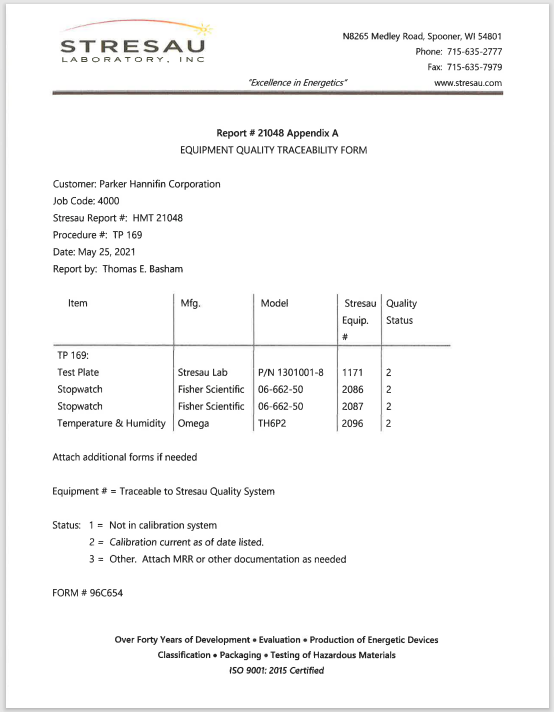 STRESAU
LABORATORY, INC
N8265 Medley Road, Spooner, WI 54801
Phone: 715-635-2777
Fax: 715-635-7979
"Excellence in Energetics"
www.stresau.com
Report # 21048 Appendix A
EQUIPMENT QUALITY TRACEABILITY FORM
Customer: Parker Hannifin Corporation
Job Code: 4000
Stresau Report #: HMT 21048
Procedure #: TP 169
Date: May 25, 2021
Report by: Thomas E. Basham
Item Mfg. Model Stresau Equip. # Quality Status
TP 169:
Test Plate Stresau Lab P/N 1301001-8 1171 2
Stopwatch Fisher Scientific 06-662-50 2086 2
Stopwatch Fisher Scientific 06-662-50 2087 2
Temperature & Humidity Omega TH6P2 2096 2
Attach additional forms if needed
Equipment # = Traceable to Stresau Quality System
Status: 1 = Not in calibration system
2 = Calibration current as of date listed.
3 = Other. Attach MRR or other documentation as needed
FORM # 96C654
Over Forty Years of Development • Evaluation • Production of Energetic Devices
Classification • Packaging • Testing of Hazardous Materials
ISO 9001: 2015 Certified